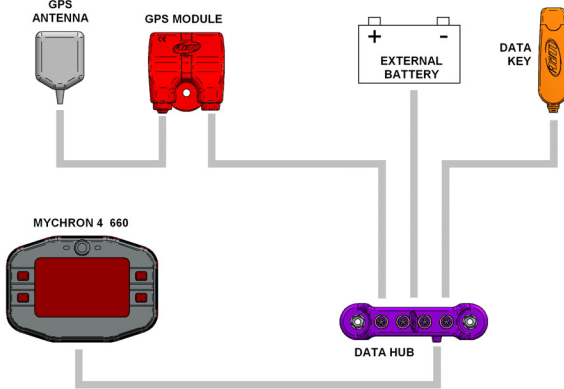 GPS
ANTENNA
GPS MODULE
+ -
EXTERNAL
BATTERY
DATA
KEY
MYCHRON 4 660
DATA HUB